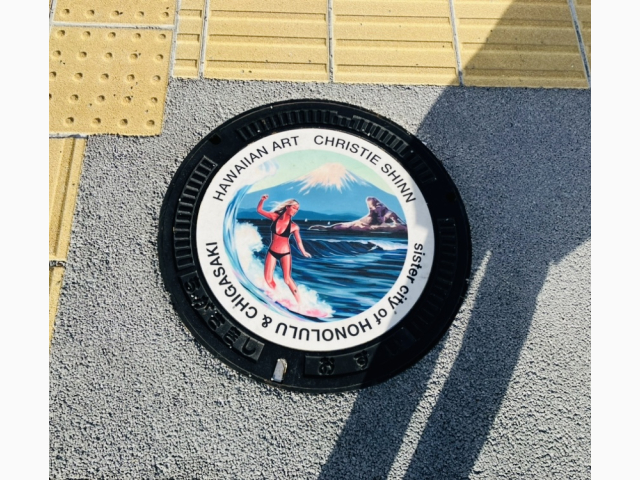 HAWAIIAN ART CHRISTIE SHINN
sister city of HONOLULU & CHIGASAKI